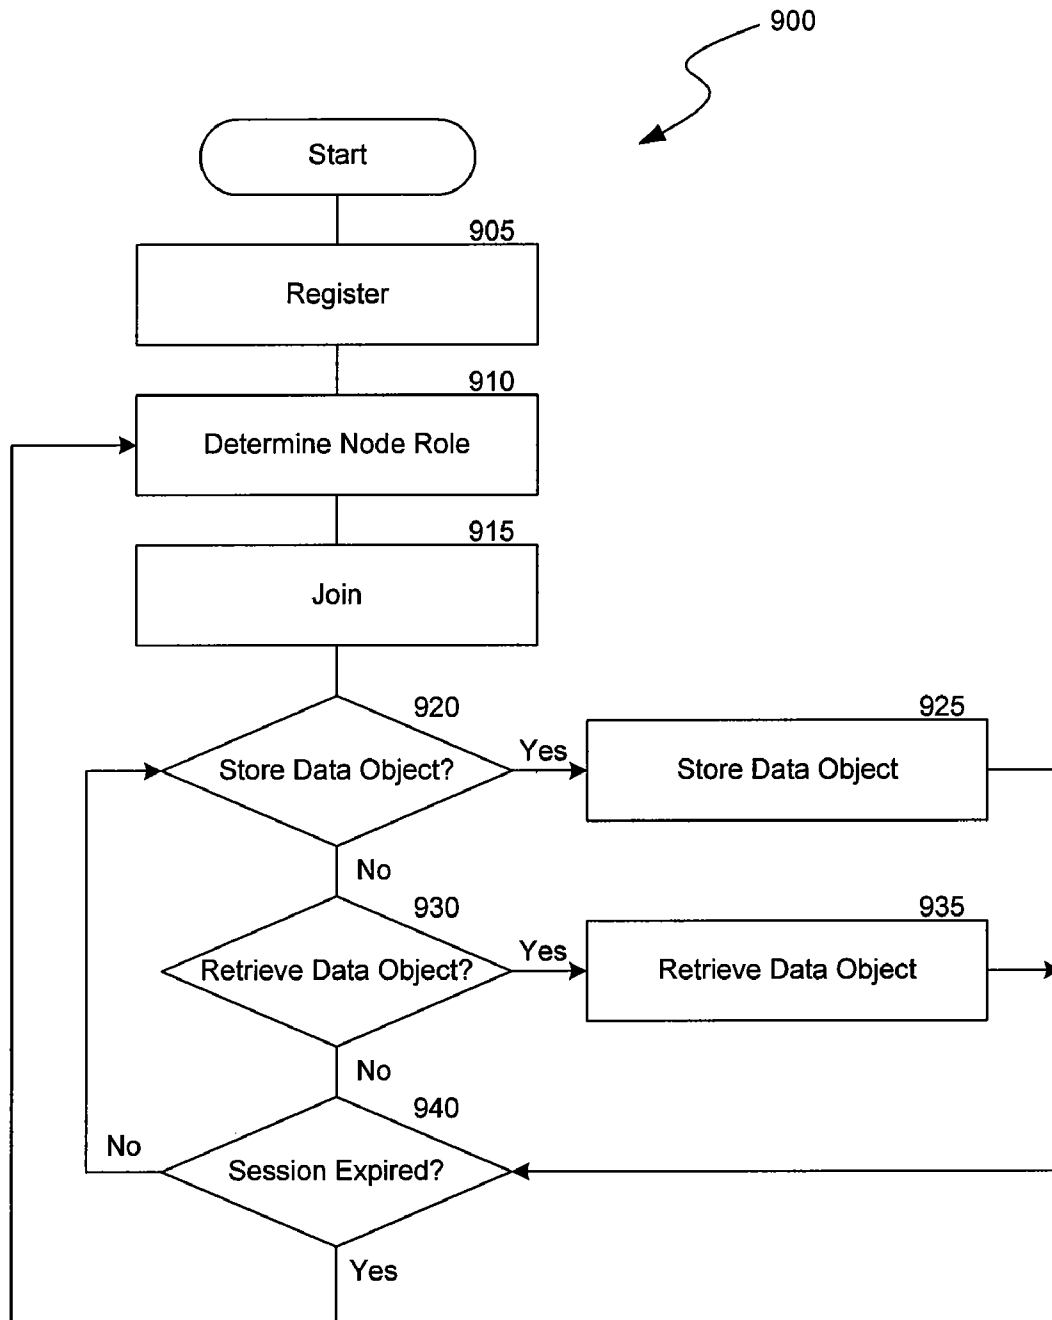 900
Start
905
Register
910
Determine Node Role
915
Join
920
Store Data Object?
Yes
925
Store Data Object
No
930
Retrieve Data Object?
Yes
935
Retrieve Data Object
No
940
Session Expired?
No
Yes